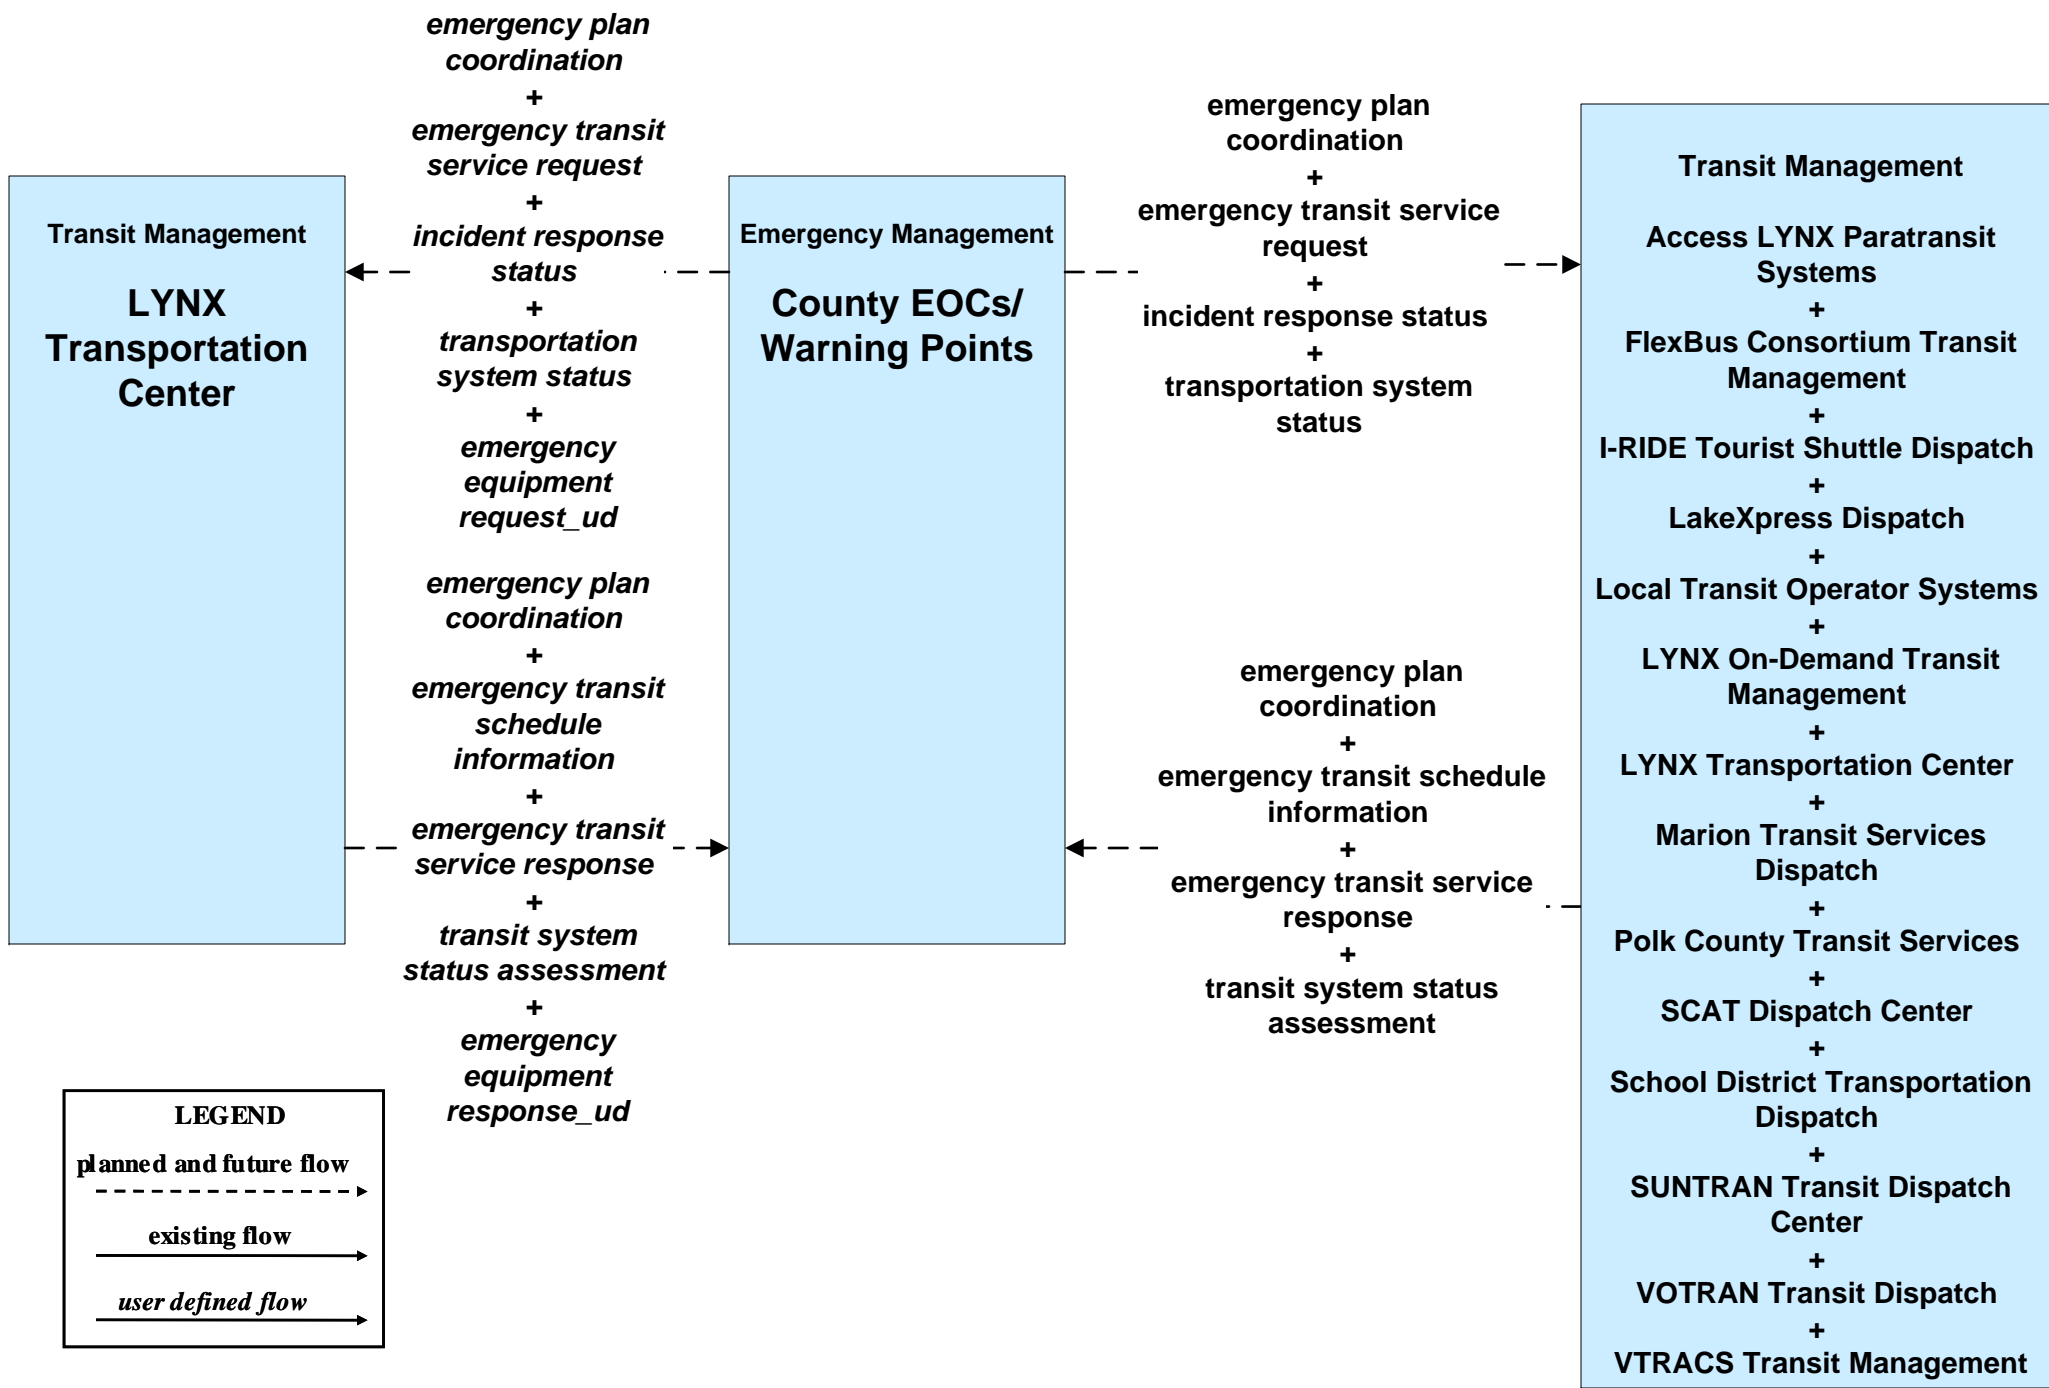 emergency plan
coordination
+
emergency transit
service request
+
incident response
status
+
transportation
system status
+
emergency
equipment
request_ud
emergency plan
coordination
+
emergency transit
schedule
information
+
emergency transit
service response
+
transit system
status assessment
+
emergency
equipment
response_ud
Transit Management
LYNX
Transportation
Center
Emergency Management
County EOCs/
Warning Points
emergency plan
coordination
+
emergency transit service
request
+
incident response status
+
transportation system
status
emergency plan
coordination
+
emergency transit schedule
information
+
emergency transit service
response
+
transit system status
assessment
Transit Management
Access LYNX Paratransit
Systems
+
FlexBus Consortium Transit
Management
+
I-RIDE Tourist Shuttle Dispatch
+
LakeXpress Dispatch
+
Local Transit Operator Systems
+
LYNX On-Demand Transit
Management
+
LYNX Transportation Center
+
Marion Transit Services
Dispatch
+
Polk County Transit Services
+
SCAT Dispatch Center
+
School District Transportation
Dispatch
+
SUNTRAN Transit Dispatch
Center
+
VOTRAN Transit Dispatch
+
VTRACS Transit Management
LEGEND
planned and future flow
existing flow
user defined flow